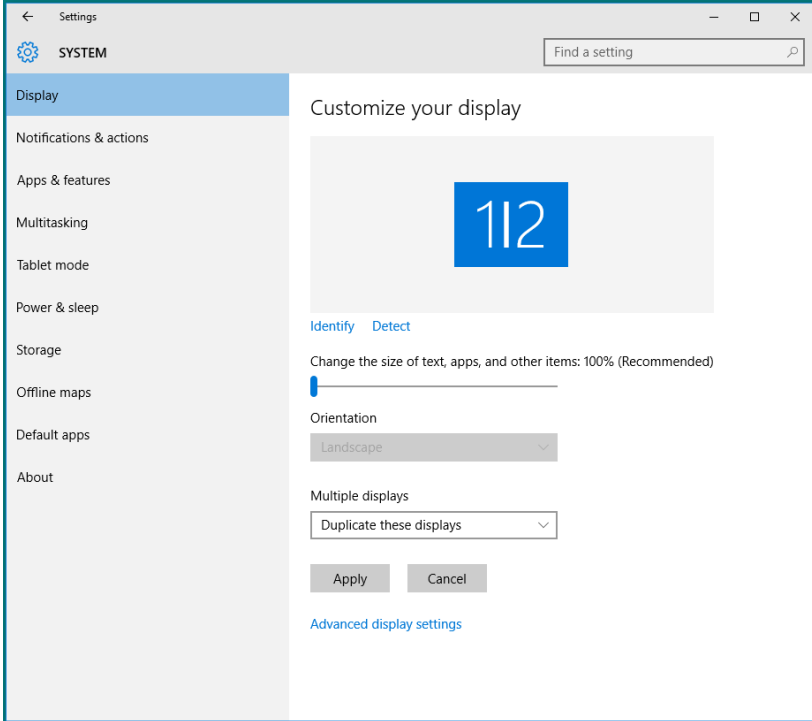 Settings
SYSTEM
Find a setting
Display
Notifications & actions
Apps & features
Multitasking
Tablet mode
Power & sleep
Storage
Offline maps
Default apps
About
Customize your display
1|2
Identify Detect
Change the size of text, apps, and other items: 100% (Recommended)
Orientation
Landscape
Multiple displays
Duplicate these displays
Apply Cancel
Advanced display settings